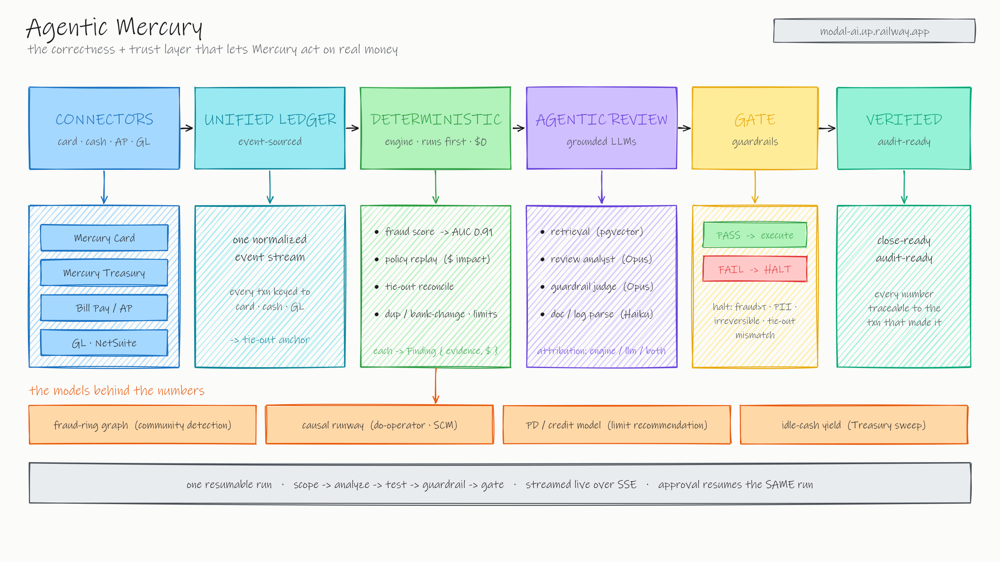 Agentic Mercury
the correctness + trust layer that lets Mercury act on real money
modal-ai.up.railway.app
CONNECTORS
card · cash · AP · GL
UNIFIED LEDGER
event-sourced
DETERMINISTIC
engine · runs first · $0
AGENTIC REVIEW
grounded LLMs
GATE
guardrails
VERIFIED
audit-ready
Mercury Card
Mercury Treasury
Bill Pay / AP
GL · NetSuite
one normalized
event stream
every txn keyed to
card · cash · GL
-> tie-out anchor
• fraud score -> AUC 0.91
• policy replay ($ impact)
• tie-out reconcile
• dup / bank-change · limits
each -> Finding { evidence, $ }
• retrieval (pgvector)
• review analyst (Opus)
• guardrail judge (Opus)
• doc / log parse (Haiku)
attribution: engine / llm / both
PASS -> execute
FAIL -> HALT
halt: fraud>τ · PII ·
irreversible · tie-out
mismatch
close-ready
audit-ready
every number
traceable to the
txn that made it
the models behind the numbers
fraud-ring graph (community detection)
causal runway (do-operator · SCM)
PD / credit model (limit recommendation)
idle-cash yield (Treasury sweep)
one resumable run · scope -> analyze -> test -> guardrail -> gate · streamed live over SSE · approval resumes the SAME run